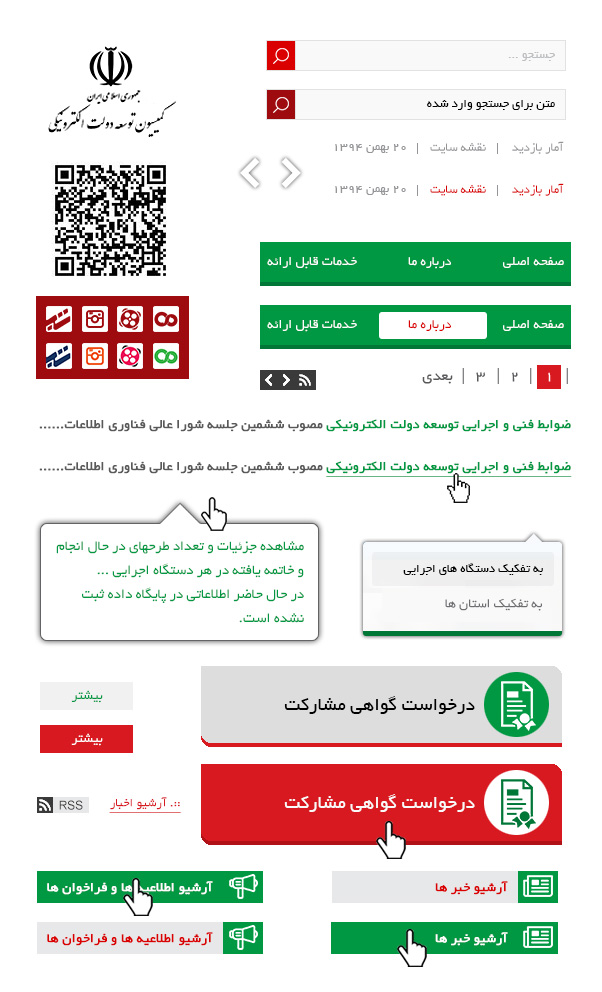 جستجو ...
جمهوری اسلامی ایران
کمیسیون توسعه دولت الکترونیکی
متن برای جستجو وارد شده
آمار بازدید | نقشه سایت | ۲۰ بهمن ۱۳۹۴
آمار بازدید | نقشه سایت | ۲۰ بهمن ۱۳۹۴
صفحه اصلی درباره ما خدمات قابل ارائه
صفحه اصلی درباره ما خدمات قابل ارائه
| ۱ | ۲ | ۳ | بعدی
ضوابط فنی و اجرایی توسعه دولت الکترونیکی مصوب ششمین جلسه شورا عالی فناوری اطلاعات......
ضوابط فنی و اجرایی توسعه دولت الکترونیکی مصوب ششمین جلسه شورا عالی فناوری اطلاعات......
مشاهده جزئیات و تعداد طرحهای در حال انجام
و خاتمه یافته در هر دستگاه اجرایی ...
در حال حاضر اطلاعاتی در پایگاه داده ثبت
نشده است.
به تفکیک دستگاه های اجرایی
به تفکیک استان ها
درخواست گواهی مشارکت
بیشتر
بیشتر
درخواست گواهی مشارکت
::. آرشیو اخبار
RSS
آرشیو خبر ها
آرشیو اطلاعیه ها و فراخوان ها
آرشیو خبر ها
آرشیو اطلاعیه ها و فراخوان ها